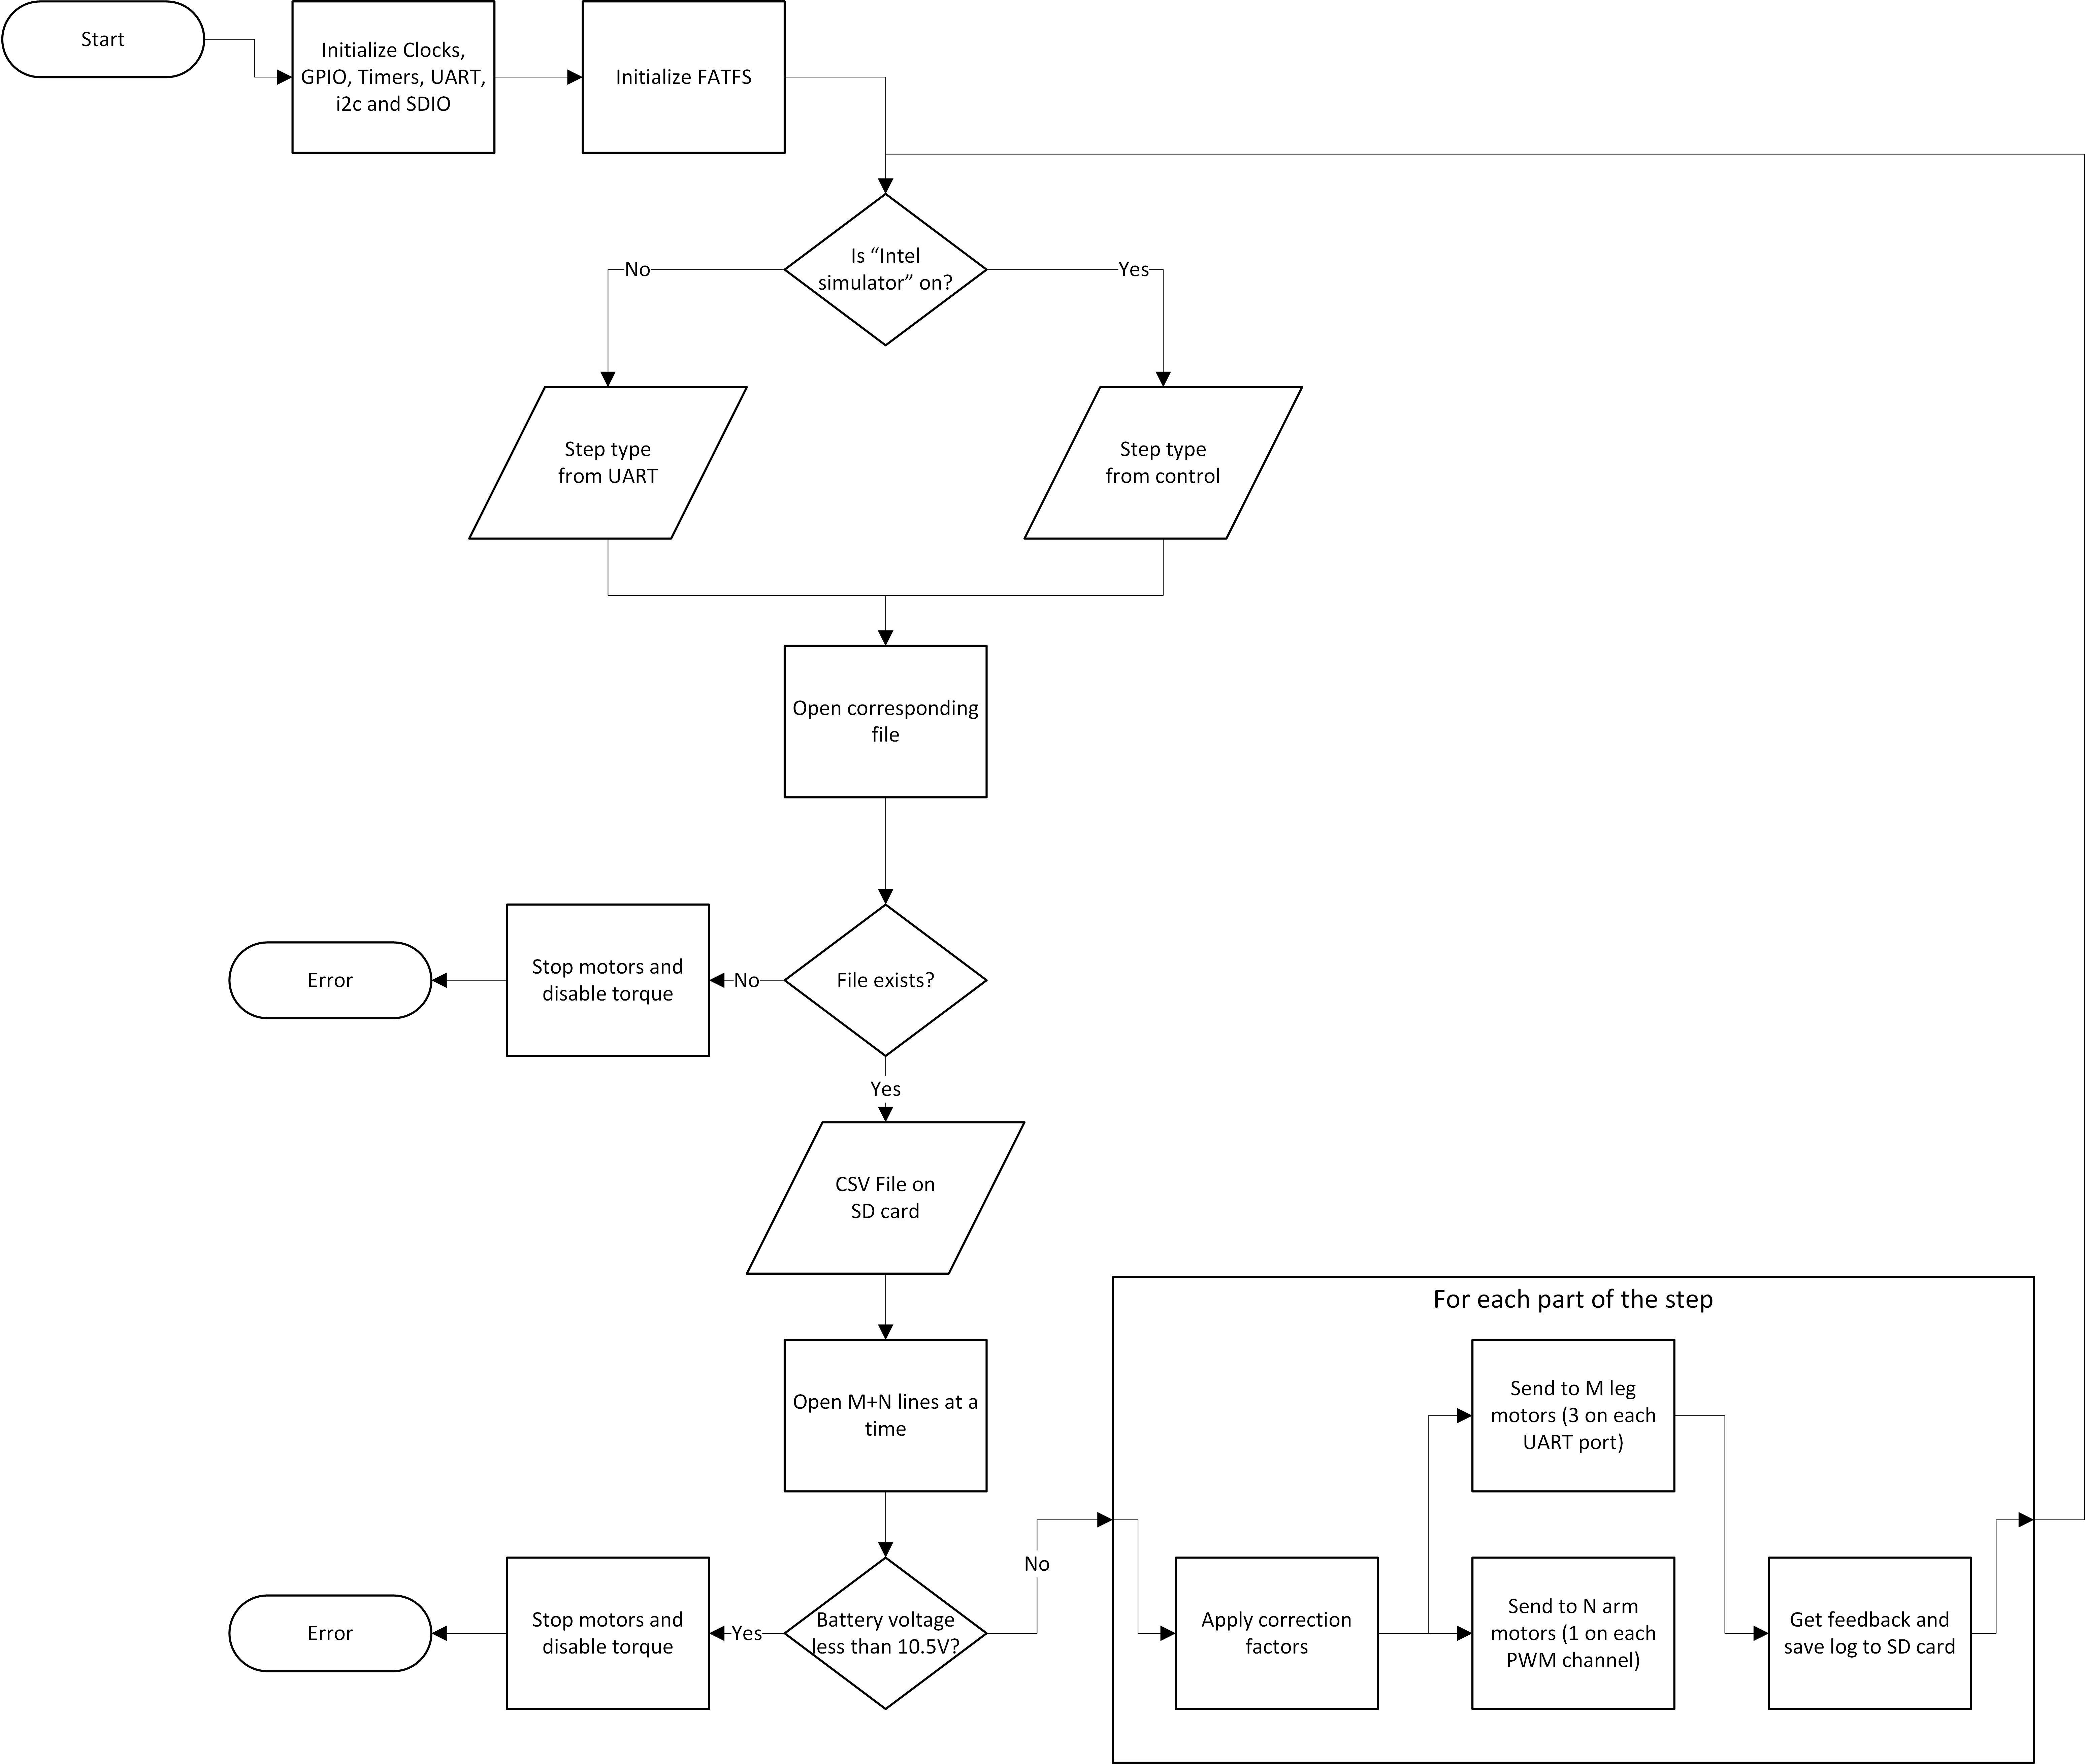 Start
Initialize Clocks,
GPIO, Timers, UART,
i2c and SDIO
Initialize FATFS
Is “Intel
simulator” on?
No
Yes
Step type
from UART
Step type
from control
Open corresponding
file
File exists?
No
Stop motors and
disable torque
Error
Yes
CSV File on
SD card
Open M+N lines at a
time
Battery voltage
less than 10.5V?
Yes
Stop motors and
disable torque
Error
No
For each part of the step
Apply correction
factors
Send to M leg
motors (3 on each
UART port)
Send to N arm
motors (1 on each
PWM channel)
Get feedback and
save log to SD card